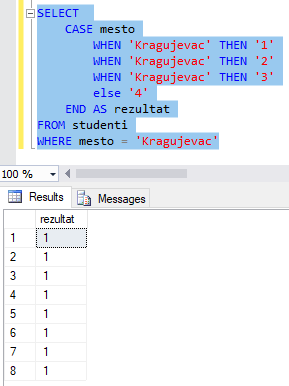 SELECT
CASE mesto
WHEN 'Kragujevac' THEN '1'
WHEN 'Kragujevac' THEN '2'
WHEN 'Kragujevac' THEN '3'
else '4'
END AS rezultat
FROM studenti
WHERE mesto = 'Kragujevac'
100 %
Results Messages
rezultat
1 1
2 1
3 1
4 1
5 1
6 1
7 1
8 1